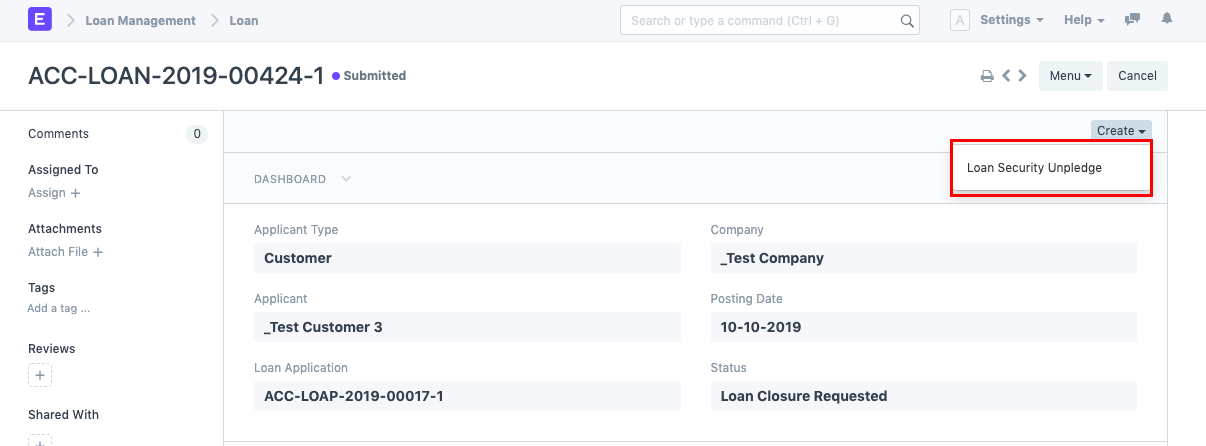 E Loan Management Loan Search or type a command (Ctrl + G) A Settings Help
ACC-LOAN-2019-00424-1 Submitted Menu Cancel
Comments 0
Create
Loan Security Unpledge
Assigned To
Assign +
DASHBOARD
Attachments
Attach File +
Tags
Add a tag ...
Reviews
+
Shared With
+
Applicant Type
Customer
Company
_Test Company
Applicant
_Test Customer 3
Posting Date
10-10-2019
Loan Application
ACC-LOAP-2019-00017-1
Status
Loan Closure Requested